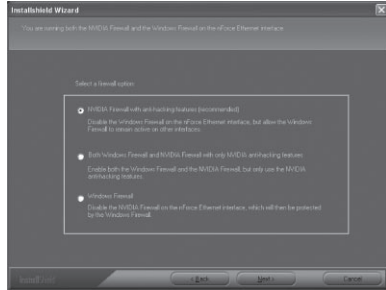 InstallShield Wizard
You are running both the NVIDIA Firewall and the Windows Firewall on the nForce Ethernet interface
Select a firewall option
NVIDIA Firewall with anti-hacking features (recommended)
Disable the Windows Firewall on the nForce Ethernet interface, but allow the Windows
Firewall to remain active on other interfaces.
Both Windows Firewall and NVIDIA Firewall with only NVIDIA anti-hacking features
Enable both the Windows Firewall and the NVIDIA Firewall, but only use the NVIDIA
anti-hacking features.
Windows Firewall
Disable the NVIDIA Firewall on the nForce Ethernet interface, which will then be protected
by the Windows Firewall.
InstallShield
< Back
Next >
Cancel